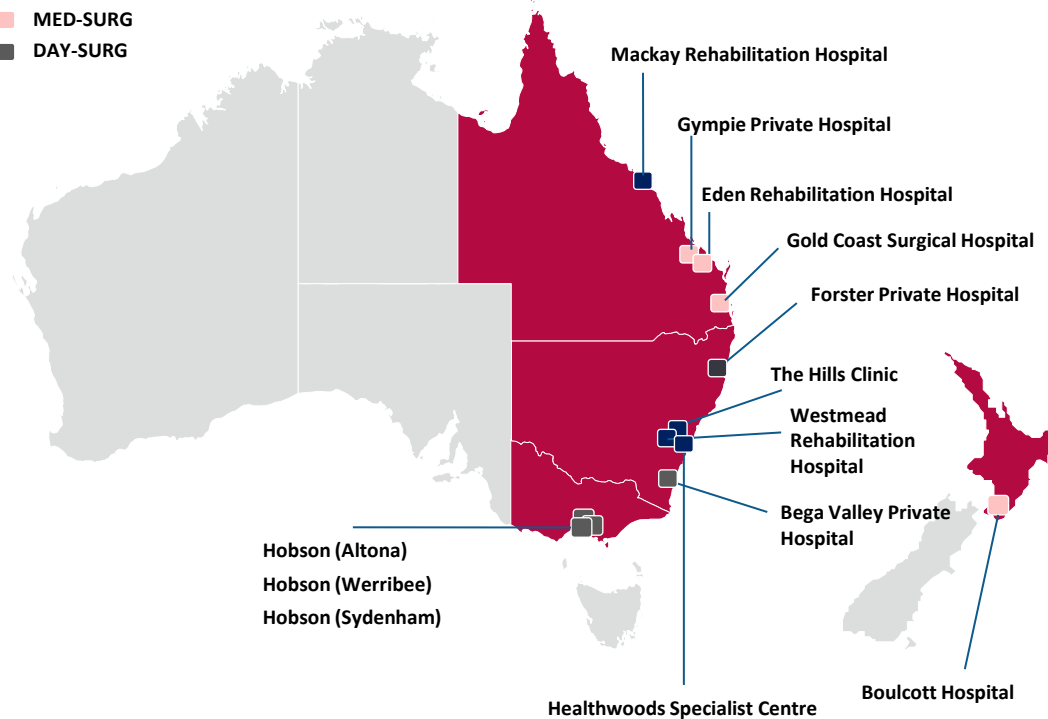 MED-SURG
DAY-SURG
Mackay Rehabilitation Hospital
Gympie Private Hospital
Eden Rehabilitation Hospital
Gold Coast Surgical Hospital
Forster Private Hospital
The Hills Clinic
Westmead
Rehabilitation
Hospital
Bega Valley Private
Hospital
Hobson (Altona)
Hobson (Werribee)
Hobson (Sydenham)
Boulcott Hospital
Healthwoods Specialist Centre